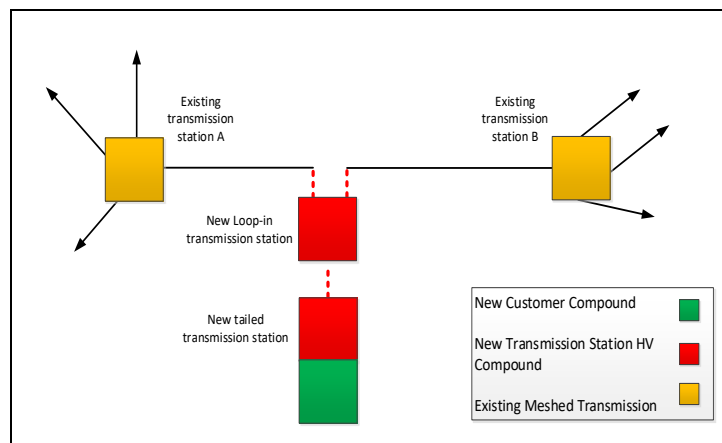 Existing
transmission
station A
Existing
transmission
station B
New Loop-in
transmission station
New tailed
transmission station
New Customer Compound
New Transmission Station HV
Compound
Existing Meshed Transmission